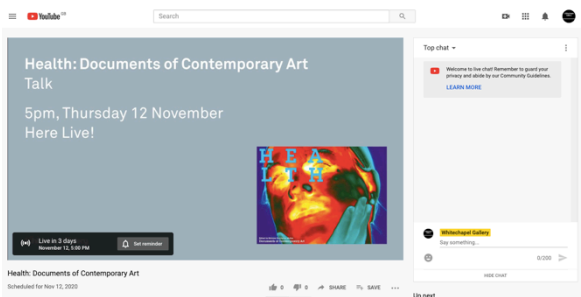 YouTube GB
Search
Health: Documents of Contemporary Art
Talk
5pm, Thursday 12 November
Here Live!
HEA
LTH
Live in 3 days
November 12, 5:00 PM
Set reminder
Health: Documents of Contemporary Art
Scheduled for Nov 12, 2020
0
0
SHARE
SAVE
Top chat
Welcome to live chat! Remember to guard your
privacy and abide by our Community Guidelines.
LEARN MORE
Whitechapel Gallery
Say something...
0/200
HIDE CHAT
Up next